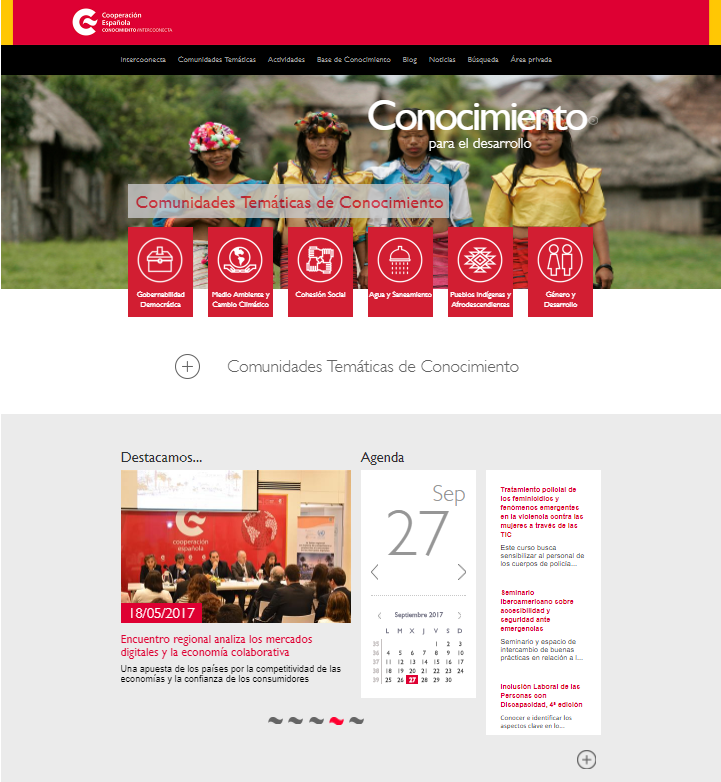 Cooperación
Española
CONOCIMIENTO/INTERCOONECTA
Intercoonecta Comunidades Temáticas Actividades Base de Conocimiento Blog Noticias Búsqueda Área privada
Conocimiento
para el desarrollo
Comunidades Temáticas de Conocimiento
Gobernabilidad
Democrática
Medio Ambiente y
Cambio Climático
Cohesión Social
Agua y Saneamiento
Pueblos Indígenas y
Afrodescendientes
Género y
Desarrollo
Comunidades Temáticas de Conocimiento
Destacamos...
cooperación
española
18/05/2017
Encuentro regional analiza los mercados
digitales y la economía colaborativa
Una apuesta de los países por la competitividad de las
economías y la confianza de los consumidores
Agenda
Sep
27
Septiembre 2017
L M X J V S D
35 1 2 3
36 4 5 6 7 8 9 10
37 11 12 13 14 15 16 17
38 18 19 20 21 22 23 24
39 25 26 27 28 29 30
Tratamiento policial de
los feminicidios y
fenómenos emergentes
en la violencia contra las
mujeres a través de las
TIC
Este curso busca
sensibilizar al personal de
los cuerpos de policía...
Seminario
Iberoamericano sobre
accesibilidad y
seguridad ante
emergencias
Seminario y espacio de
intercambio de buenas
prácticas en relación a l...
Inclusión Laboral de las
Personas con
Discapacidad, 4ª edición
Conocer e identificar los
aspectos clave en lo...